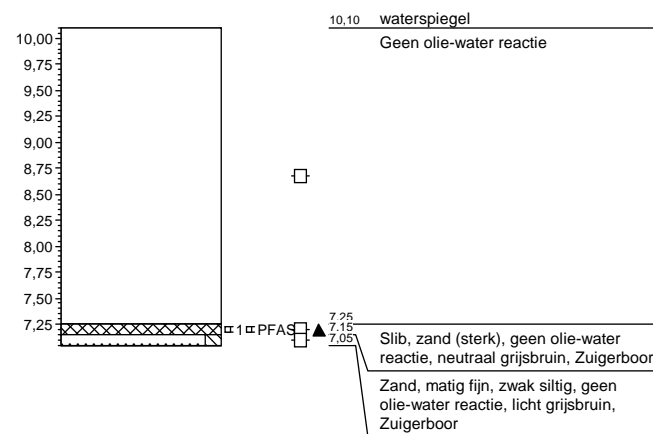 10,10 waterspiegel
Geen olie-water reactie
10,00
9,75
9,50
9,25
9,00
8,75
8,50
8,25
8,00
7,75
7,50
7,25
1 PFAS
7,25
7,15
7,05
Slib, zand (sterk), geen olie-water
reactie, neutraal grijsbruin, Zuigerboor
Zand, matig fijn, zwak siltig, geen
olie-water reactie, licht grijsbruin,
Zuigerboor